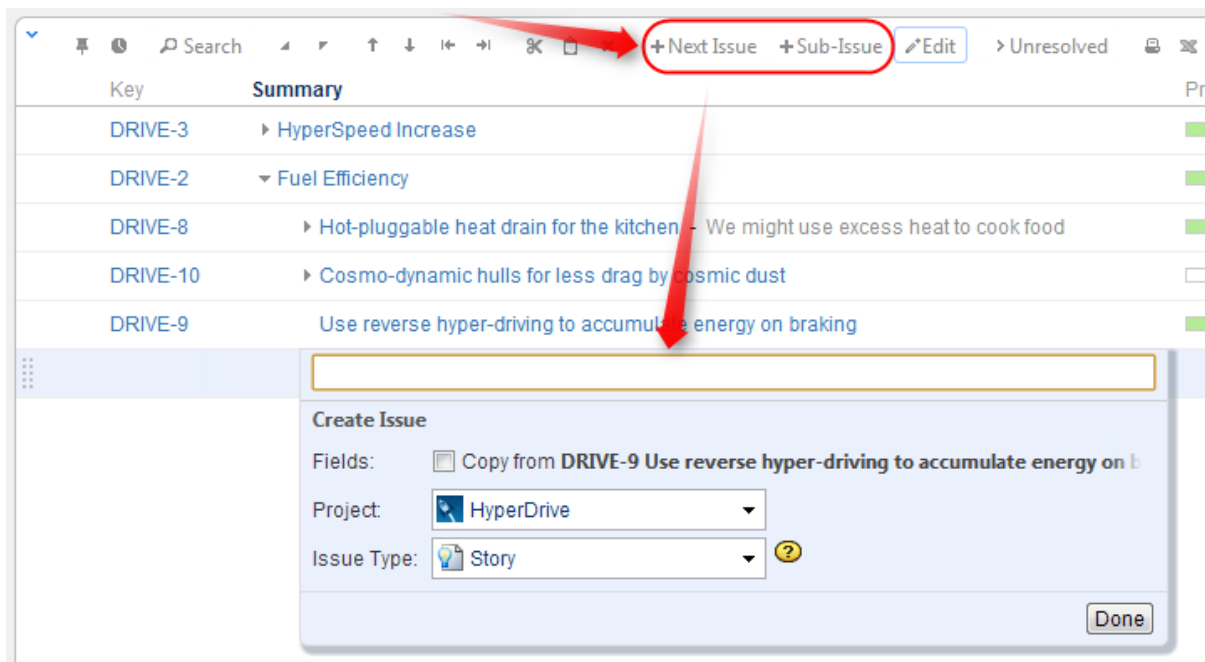 Search +Next Issue +Sub-Issue Edit > Unresolved
Key Summary Pr
DRIVE-3 HyperSpeed Increase
DRIVE-2 Fuel Efficiency
DRIVE-8 Hot-pluggable heat drain for the kitchen - We might use excess heat to cook food
DRIVE-10 Cosmo-dynamic hulls for less drag by cosmic dust
DRIVE-9 Use reverse hyper-driving to accumulate energy on braking
Create Issue
Fields: Copy from DRIVE-9 Use reverse hyper-driving to accumulate energy on b
Project: HyperDrive
Issue Type: Story ?
Done